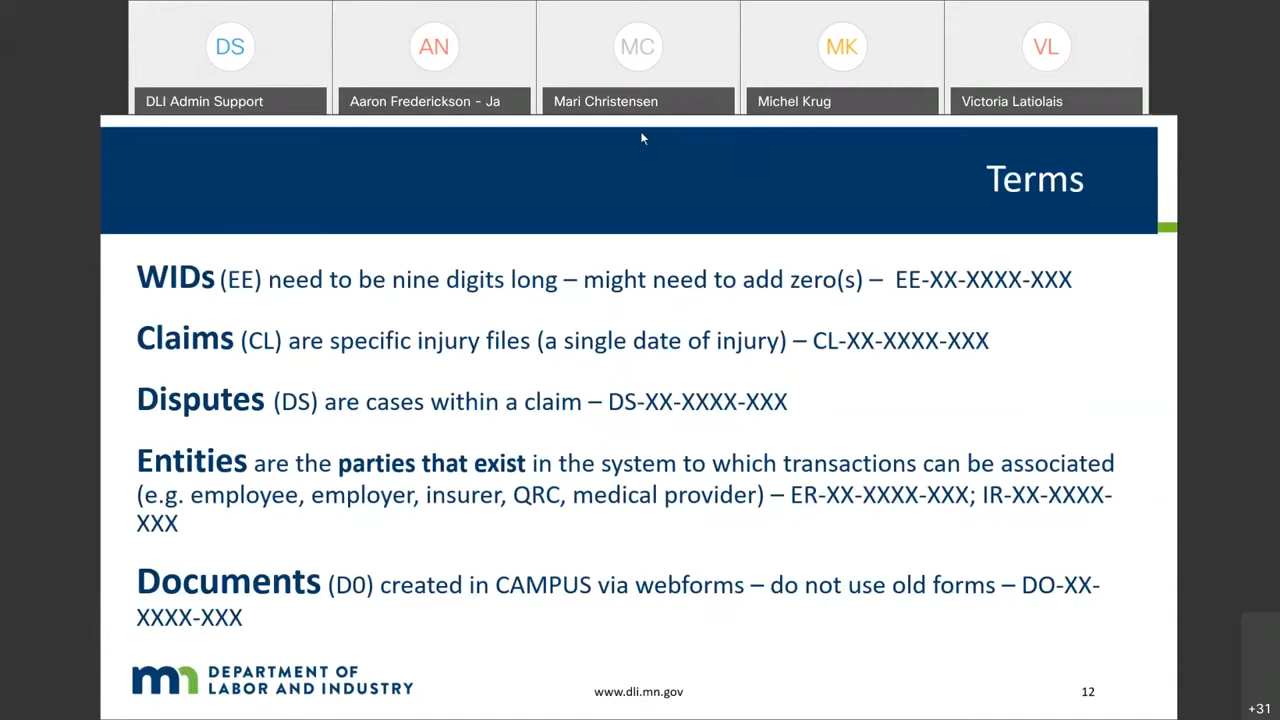 DS
AN
MC
MK
VL
DLI Admin Support
Aaron Frederickson - Ja
Mari Christensen
Michel Krug
Victoria Latiolais
Terms
WIDs (EE) need to be nine digits long – might need to add zero(s) – EE-XX-XXXX-XXX
Claims (CL) are specific injury files (a single date of injury) – CL-XX-XXXX-XXX
Disputes (DS) are cases within a claim – DS-XX-XXXX-XXX
Entities are the parties that exist in the system to which transactions can be associated
(e.g. employee, employer, insurer, QRC, medical provider) – ER-XX-XXXX-XXX; IR-XX-XXXX-
XXX
Documents (D0) created in CAMPUS via webforms – do not use old forms – DO-XX-
XXXX-XXX
mn DEPARTMENT OF
LABOR AND INDUSTRY
www.dli.mn.gov
12
+31